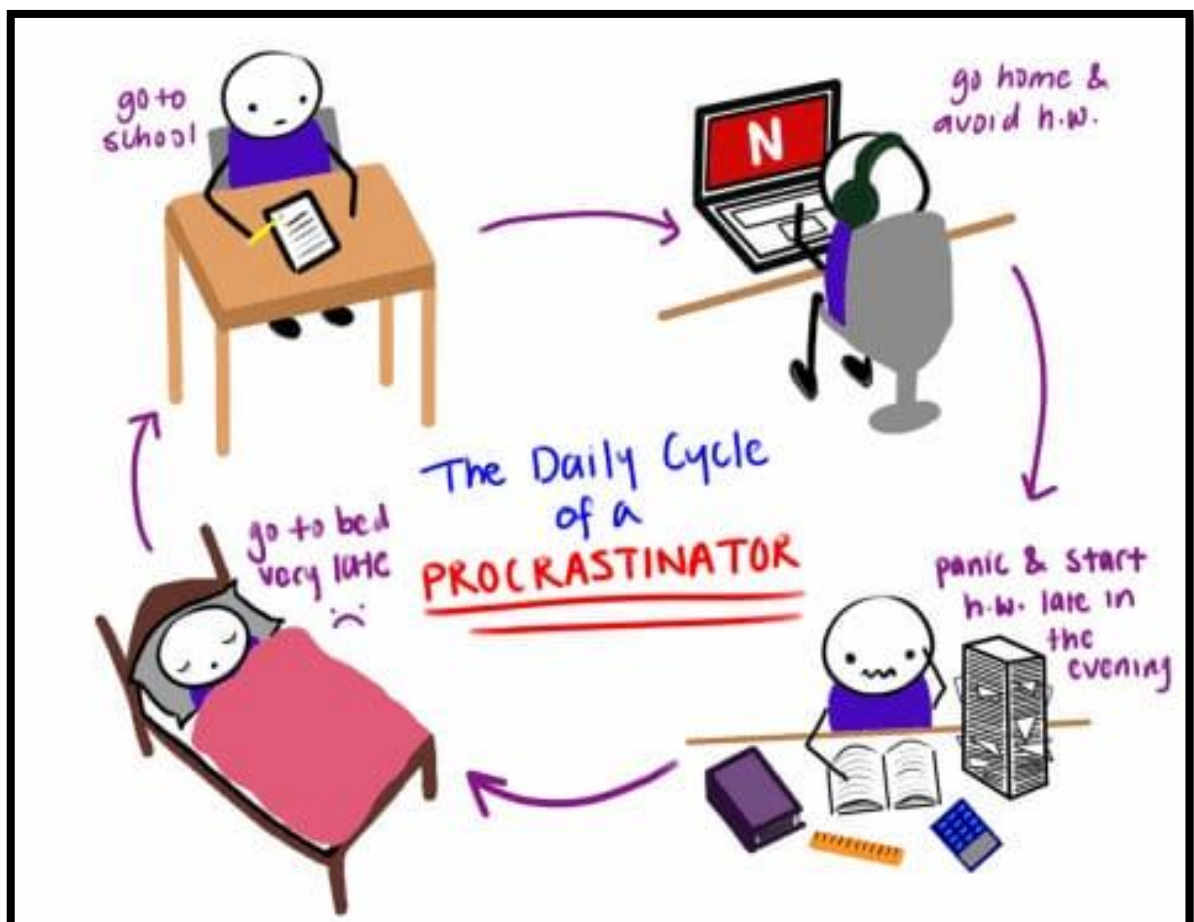 go to
school
N
go home &
avoid h.w.
The Daily Cycle
of a
PROCRASTINATOR
go to bed
very late
panic & start
h.w. late in
the
evening